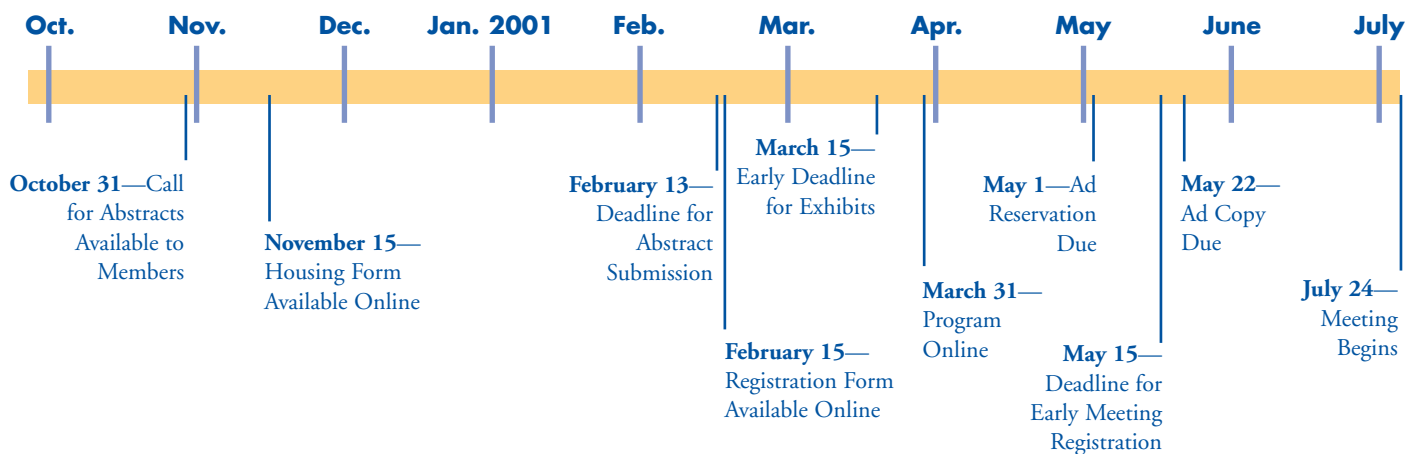 Oct.
Nov.
Dec.
Jan. 2001
Feb.
Mar.
Apr.
May
June
July
October 31—Call
for Abstracts
Available to
Members
November 15—
Housing Form
Available Online
February 13—
Deadline for
Abstract
Submission
February 15—
Registration Form
Available Online
March 15—
Early Deadline
for Exhibits
March 31—
Program
Online
May 1—Ad
Reservation
Due
May 15—
Deadline for
Early Meeting
Registration
May 22—
Ad Copy
Due
July 24—
Meeting
Begins